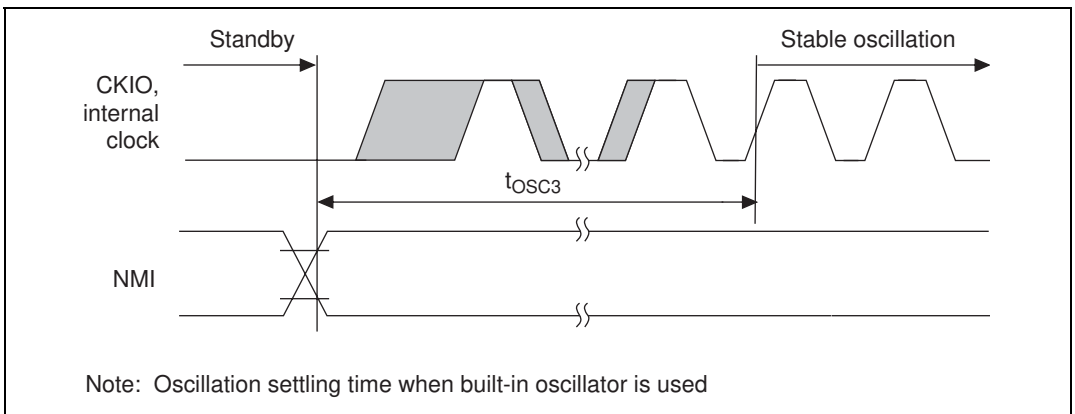 Standby
Stable oscillation
CKIO,
internal
clock
tOSC3
NMI
Note: Oscillation settling time when built-in oscillator is used